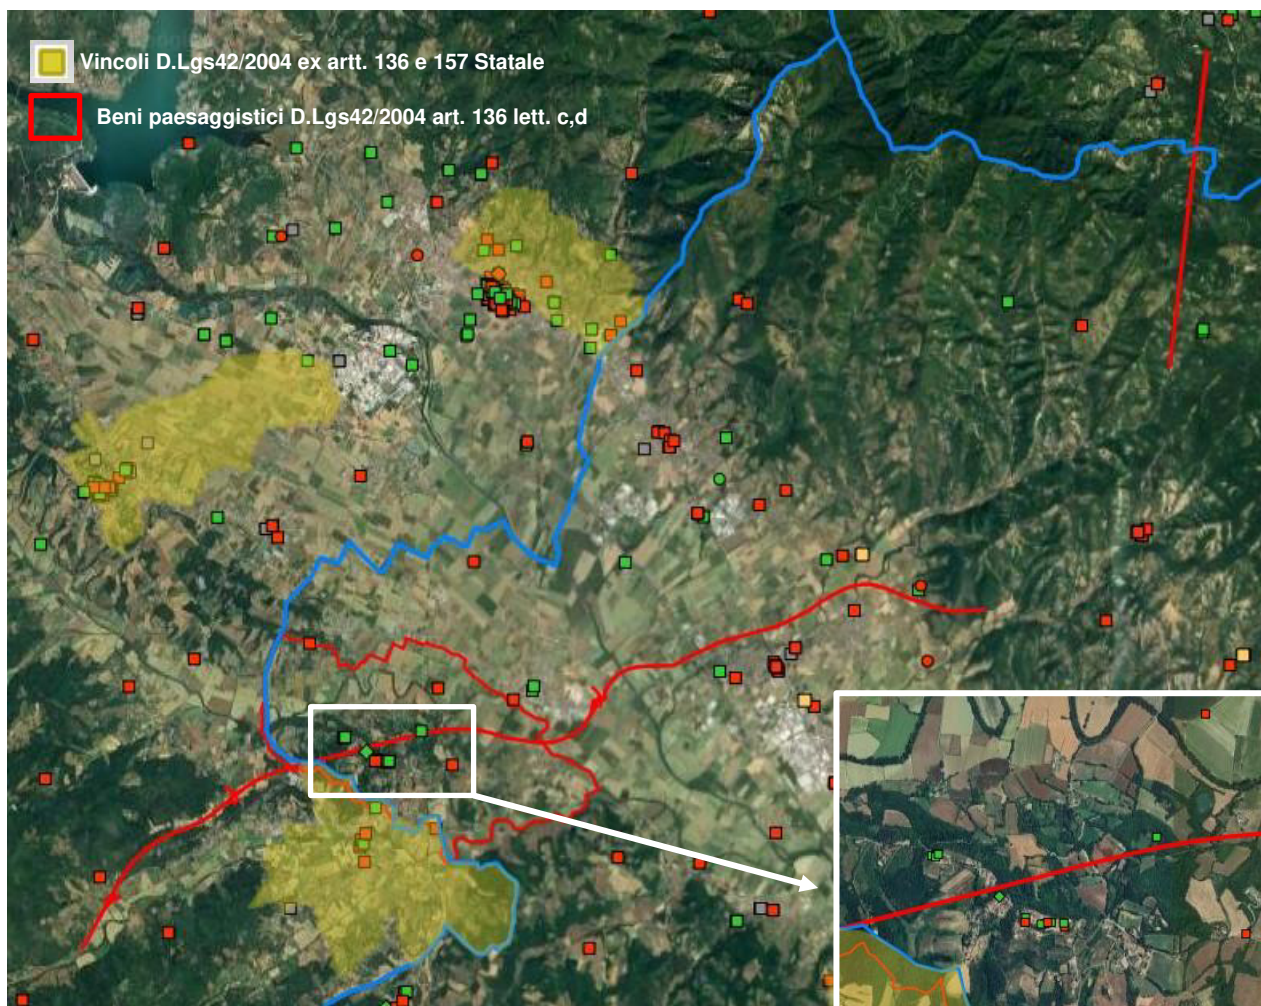 Vincoli D.Lgs42/2004 ex artt. 136 e 157 Statale
Beni paesaggistici D.Lgs42/2004 art. 136 lett. c,d